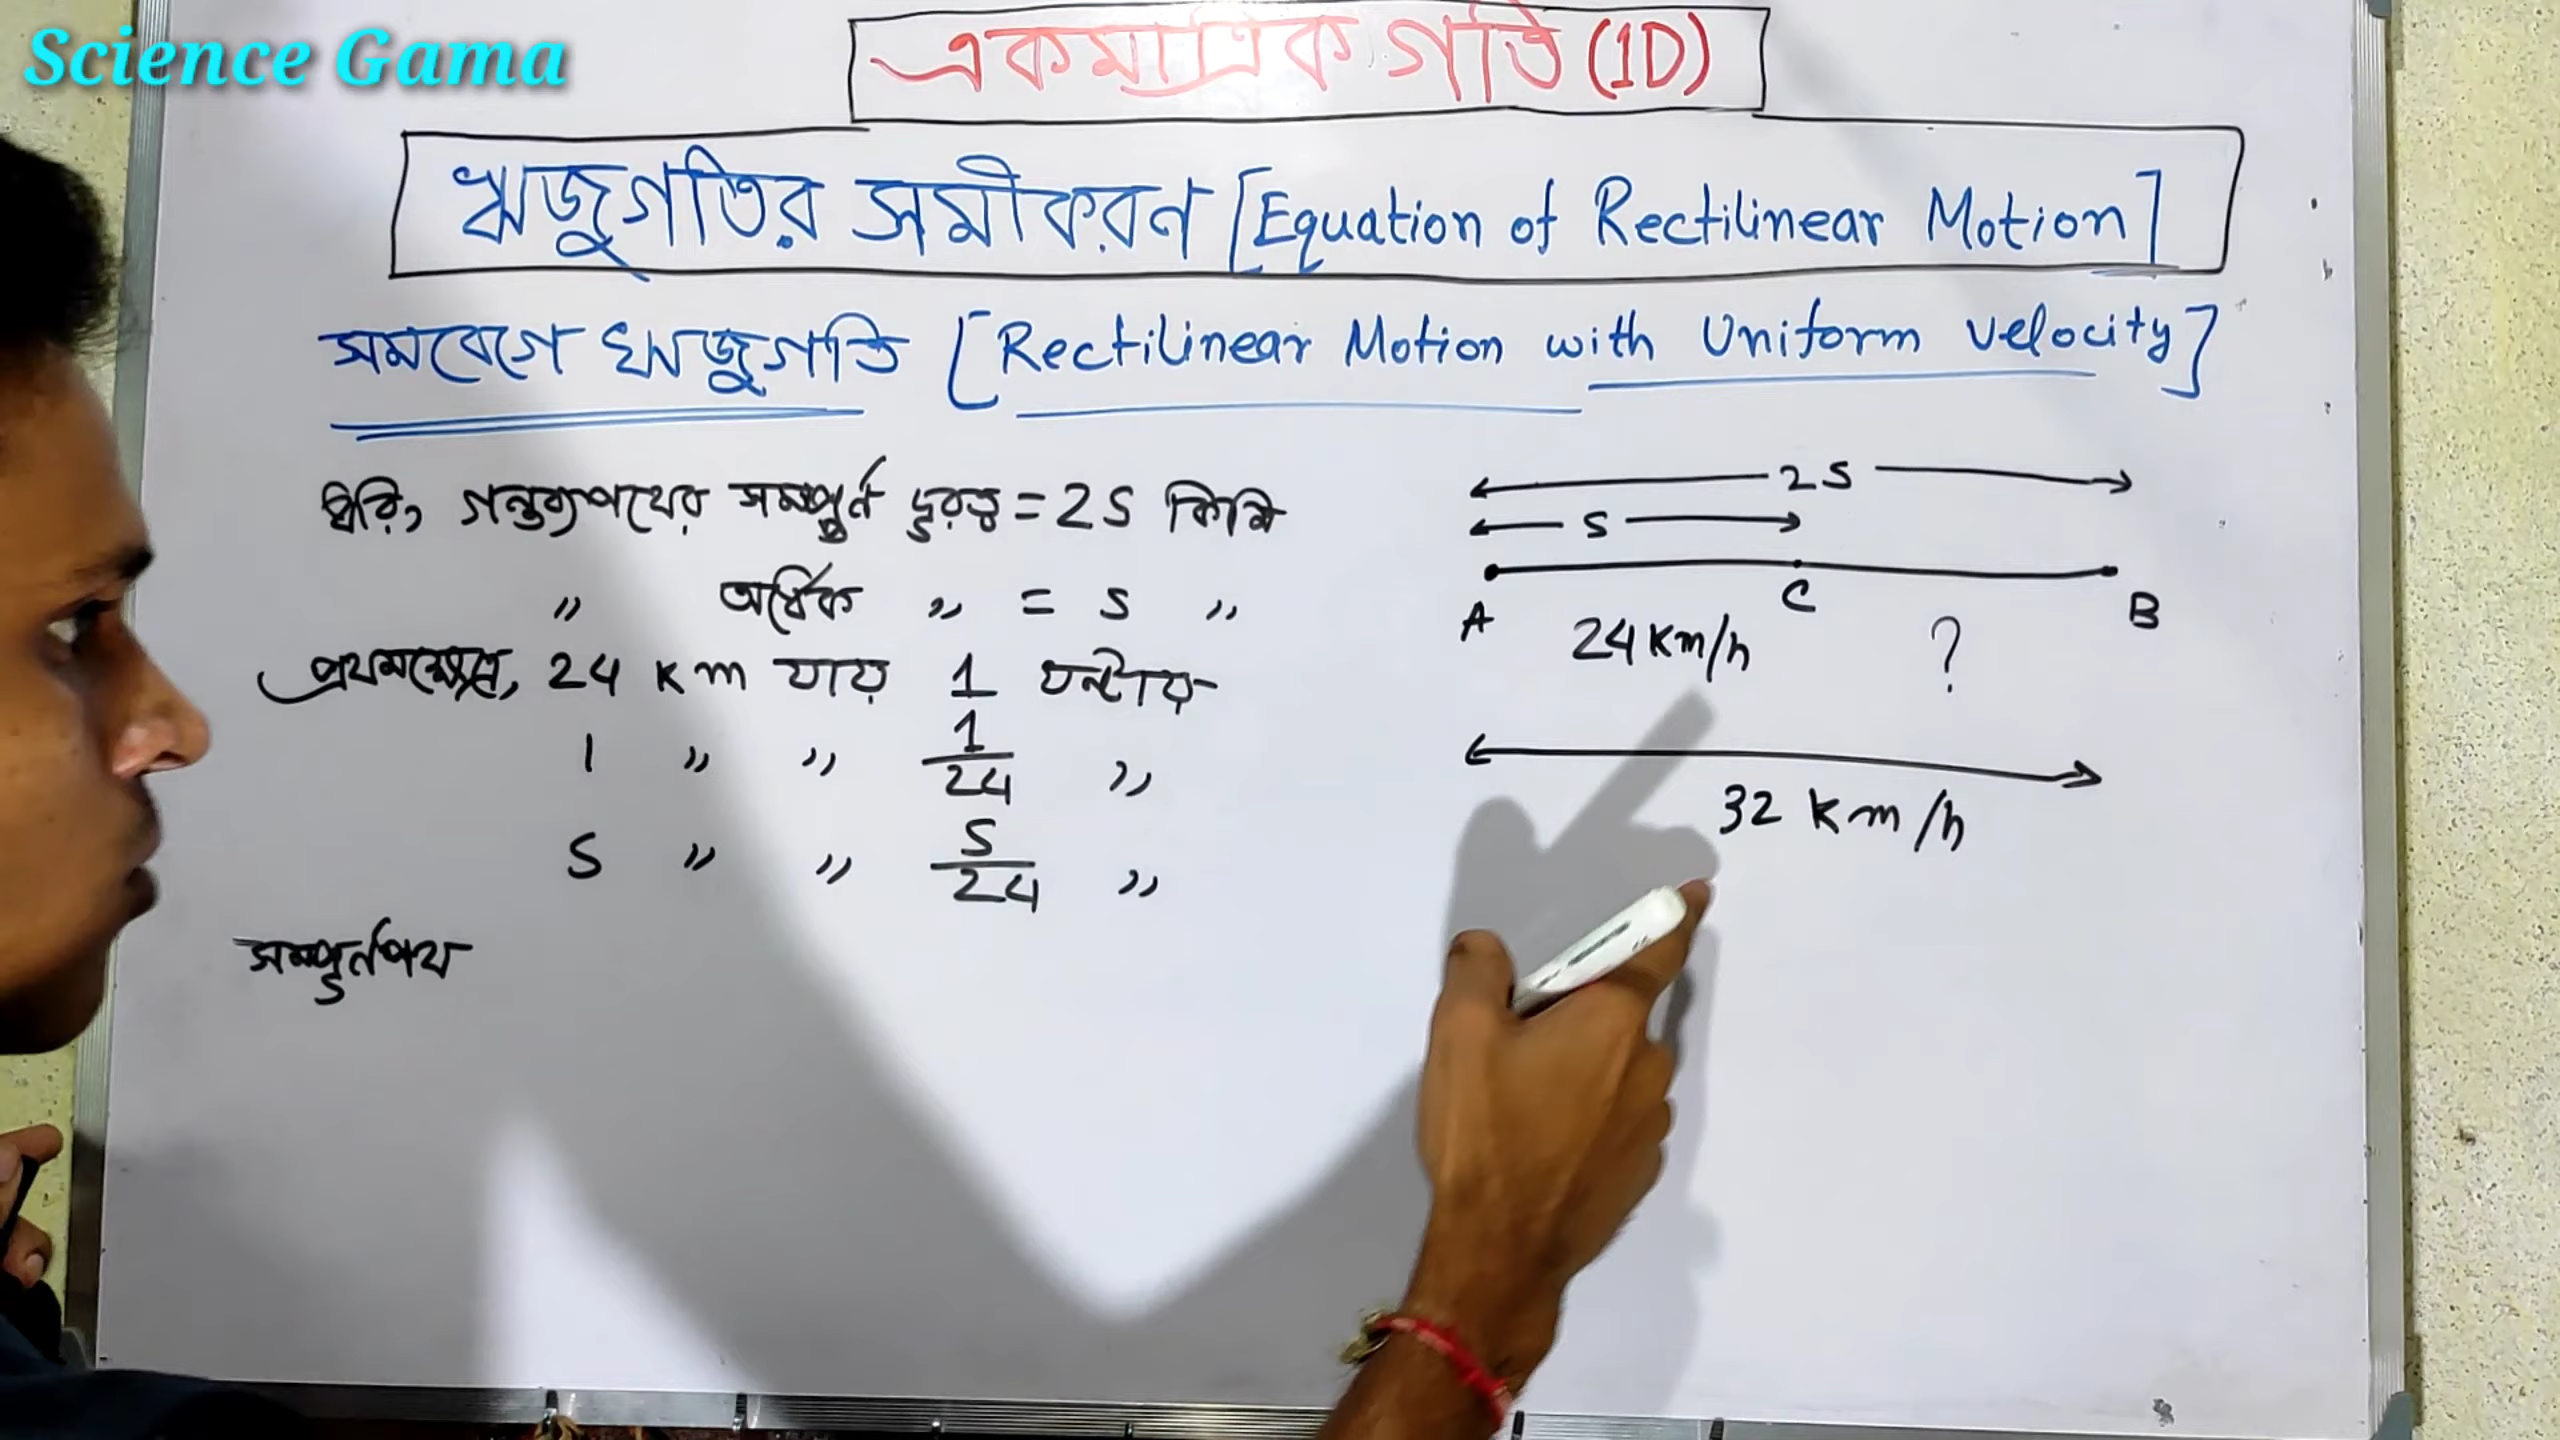 Science Gama
একমাত্রিক গতি (1D)
ঋজুগতির সমীকরণ [Equation of Rectilinear Motion]
সমবেগে ঋজুগতি [Rectilinear Motion with Uniform Velocity]
ধরি, গন্তব্যপথের সম্পূর্ণ দূরত্ব = 2S কিমি
" অর্ধেক " = S "
প্রথমক্ষেত্রে, 24 Km যায় 1 ঘন্টায়
1 " " 1/24 "
S " " S/24 "
সম্পূর্ণপথ
2S
S
A C B
24 Km/h ?
32 Km/h